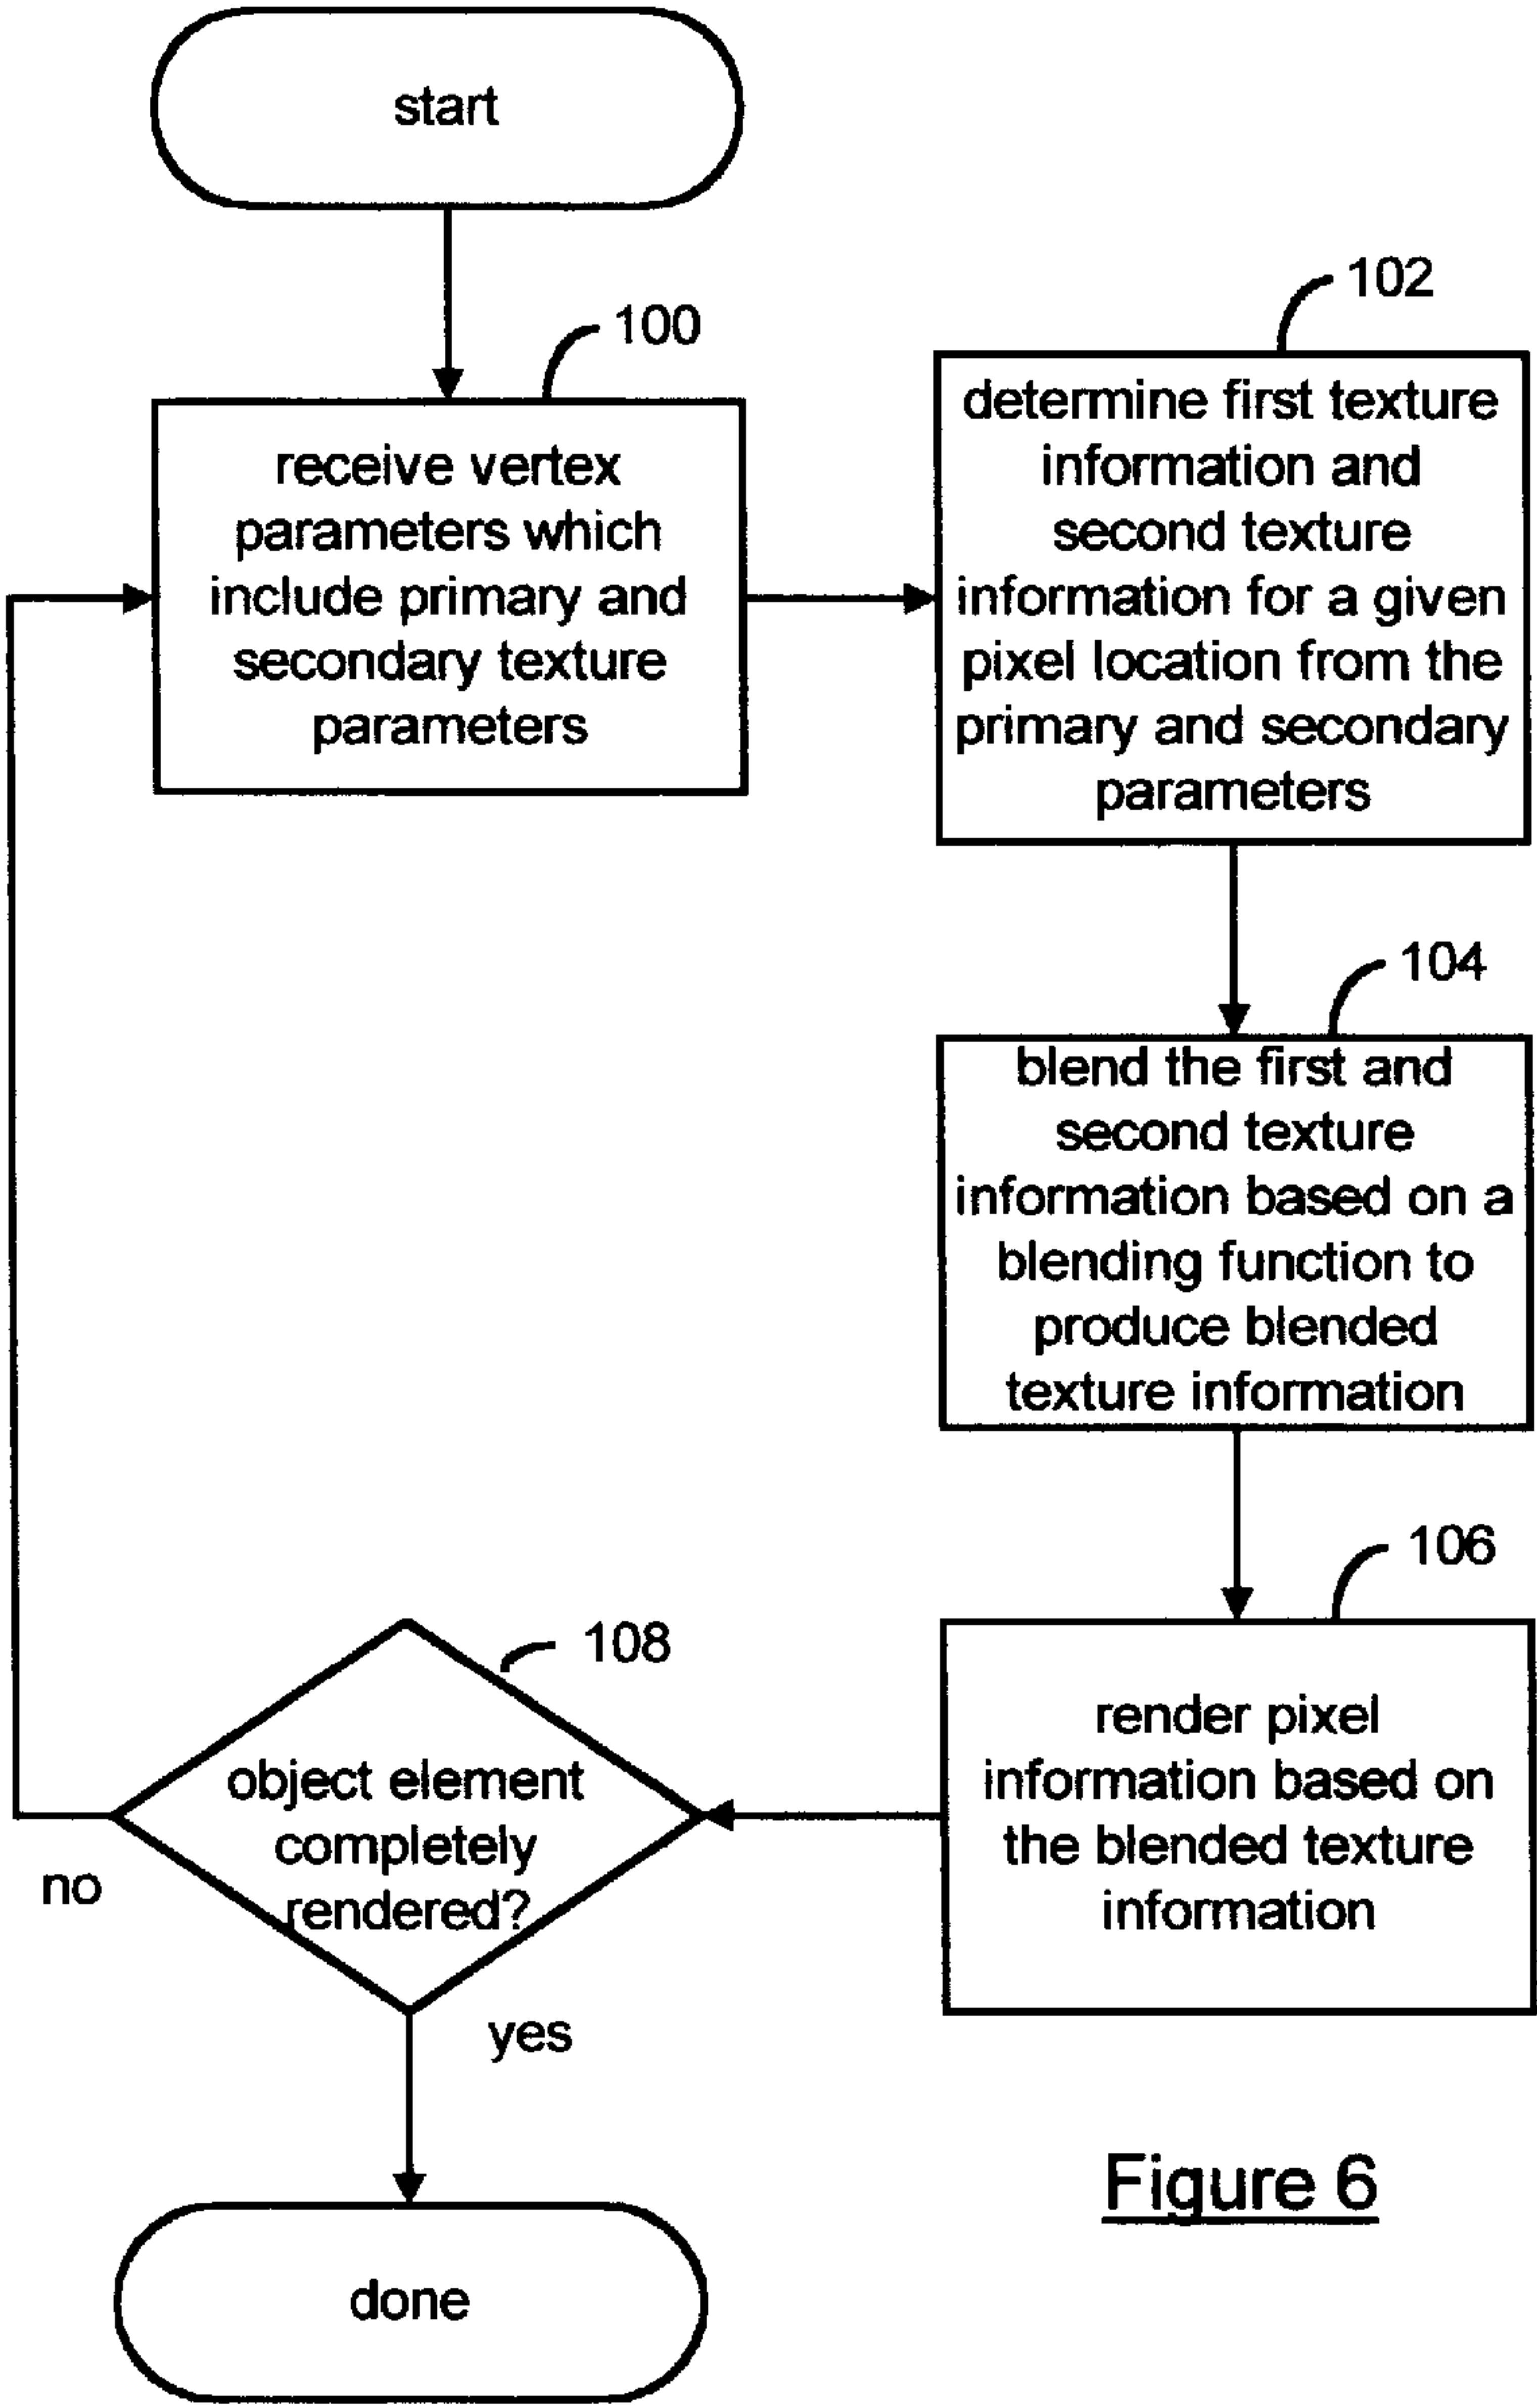 start
100
receive vertex
parameters which
include primary and
secondary texture
parameters
102
determine first texture
information and
second texture
information for a given
pixel location from the
primary and secondary
parameters
104
blend the first and
second texture
information based on a
blending function to
produce blended
texture information
106
render pixel
information based on
the blended texture
information
108
object element
completely
rendered?
no
yes
done
Figure 6